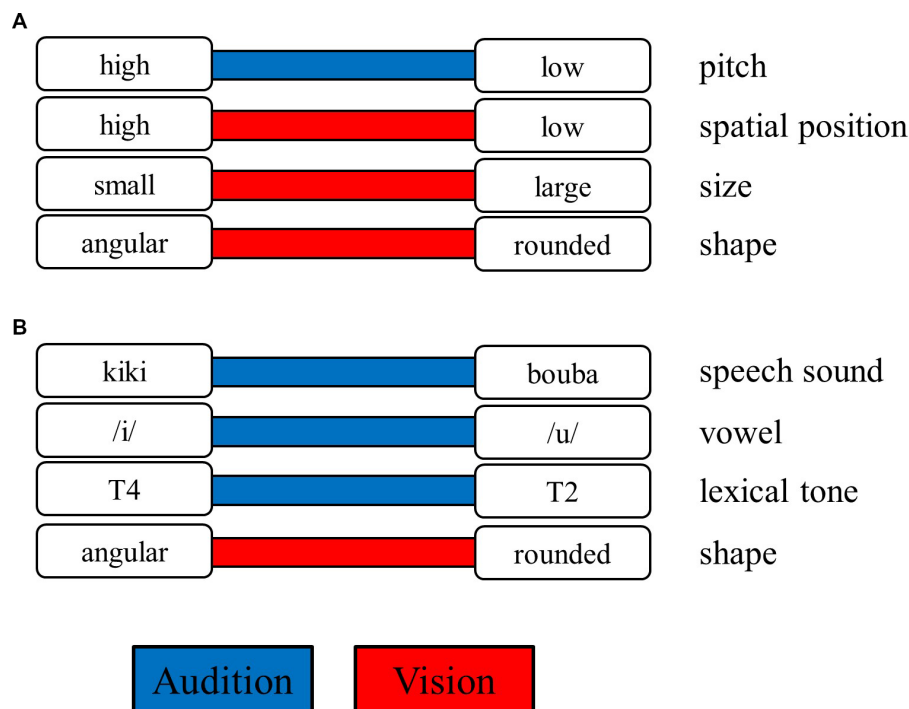 A
high low pitch
high low spatial position
small large size
angular rounded shape
B
kiki bouba speech sound
/i/ /u/ vowel
T4 T2 lexical tone
angular rounded shape
Audition Vision